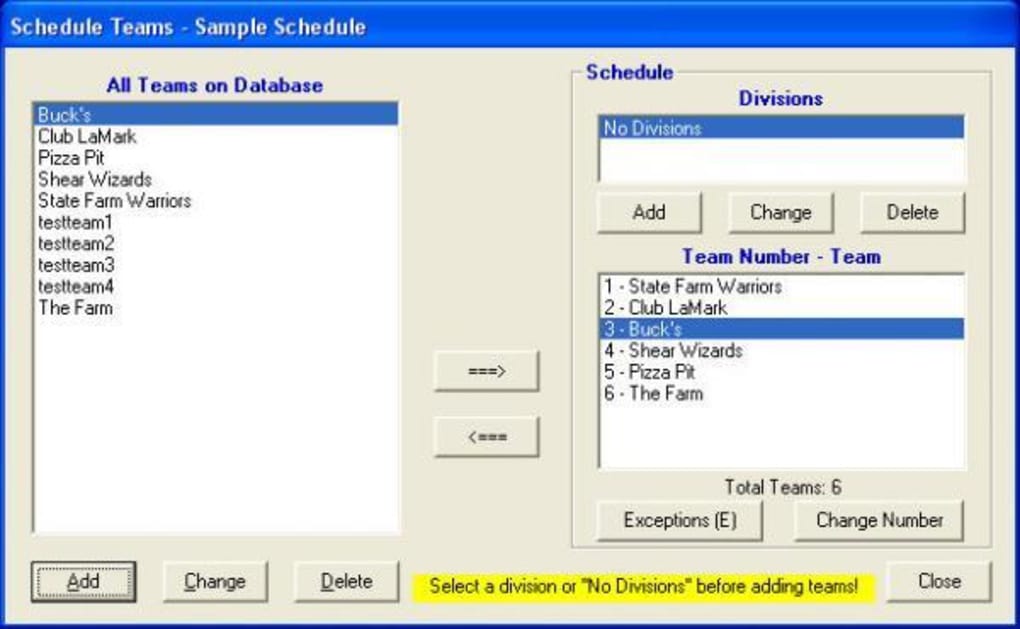 Schedule Teams - Sample Schedule
All Teams on Database
Buck's
Club LaMark
Pizza Pit
Shear Wizards
State Farm Warriors
testteam1
testteam2
testteam3
testteam4
The Farm
===>
<===
Add
Change
Delete
Schedule
Divisions
No Divisions
Add
Change
Delete
Team Number - Team
1 - State Farm Warriors
2 - Club LaMark
3 - Buck's
4 - Shear Wizards
5 - Pizza Pit
6 - The Farm
Total Teams: 6
Exceptions (E)
Change Number
Select a division or "No Divisions" before adding teams!
Close